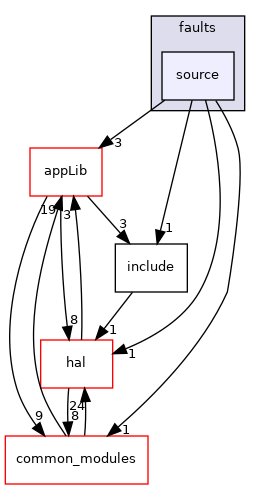 faults
source
3
appLib
19
3
3
1
include
8
1
hal
1
24
9
8
1
common_modules